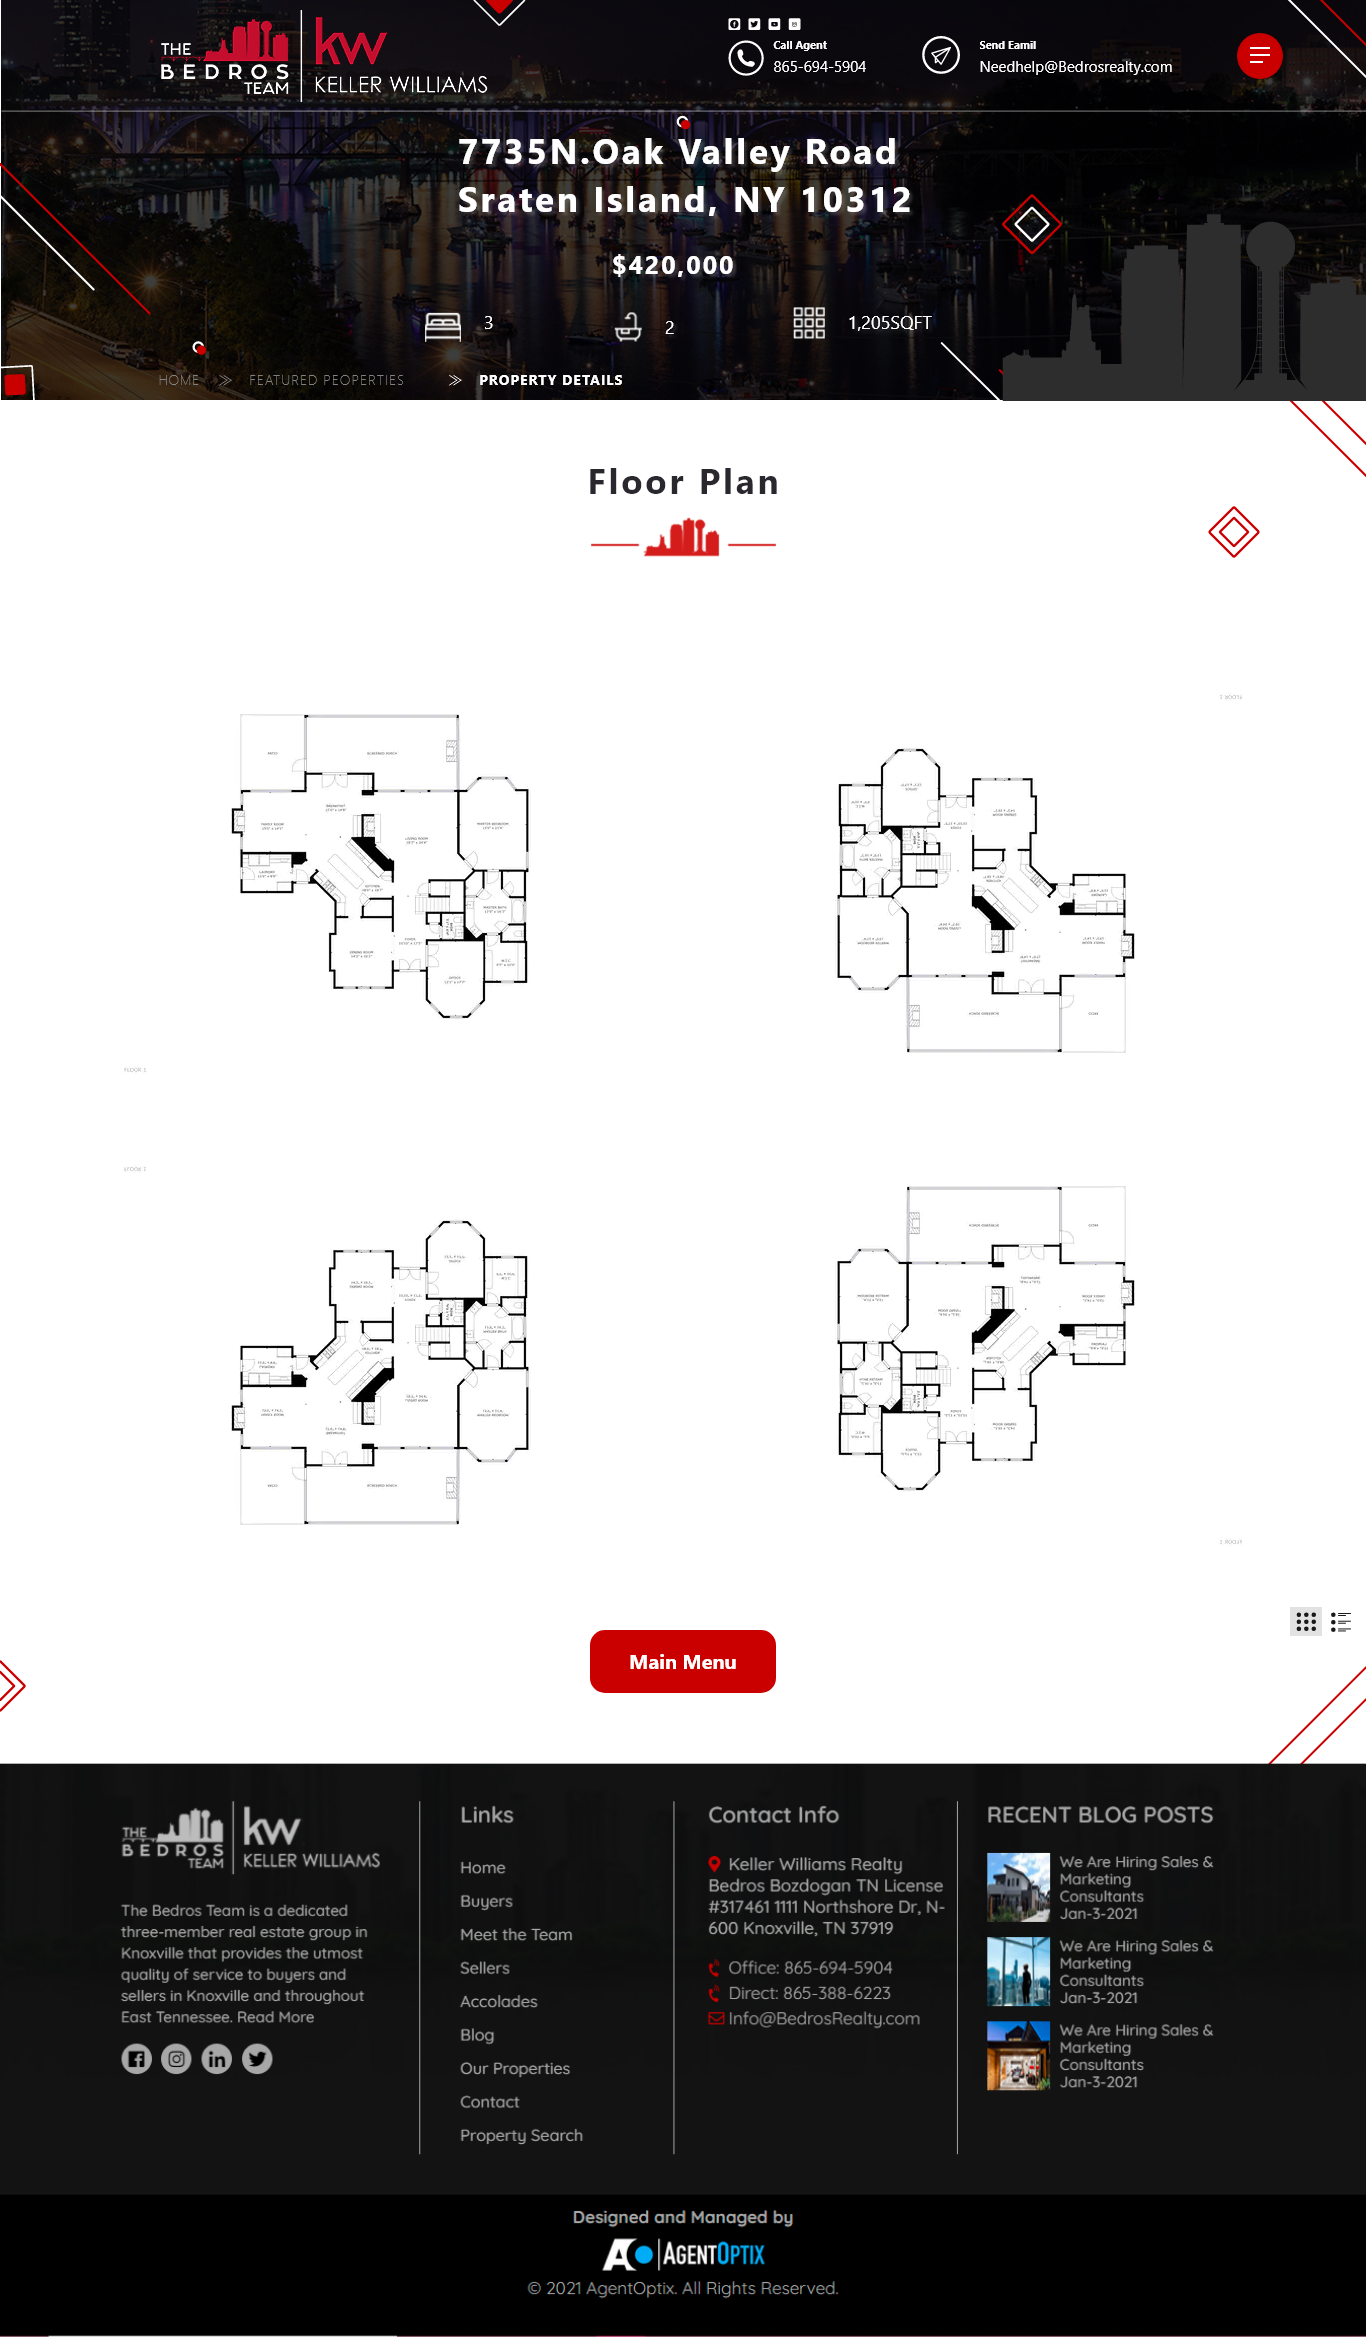 THE
BEDROS
TEAM
kw
KELLER WILLIAMS
Call Agent
865-694-5904
Send Eamil
Needhelp@Bedrosrealty.com
7735N.Oak Valley Road
Sraten Island, NY 10312
$420,000
3
2
1,205SQFT
HOME
FEATURED PEOPERTIES
PROPERTY DETAILS
Floor Plan
Main Menu
THE
BEDROS
TEAM
kw
KELLER WILLIAMS
The Bedros Team is a dedicated
three-member real estate group in
Knoxville that provides the utmost
quality of service to buyers and
sellers in Knoxville and throughout
East Tennessee. Read More
Links
Home
Buyers
Meet the Team
Sellers
Accolades
Blog
Our Properties
Contact
Property Search
Contact Info
Keller Williams Realty
Bedros Bozdogan TN License
#317461 1111 Northshore Dr, N-
600 Knoxville, TN 37919
Office: 865-694-5904
Direct: 865-388-6223
Info@BedrosRealty.com
RECENT BLOG POSTS
We Are Hiring Sales &
Marketing
Consultants
Jan-3-2021
We Are Hiring Sales &
Marketing
Consultants
Jan-3-2021
We Are Hiring Sales &
Marketing
Consultants
Jan-3-2021
Designed and Managed by
AGENTOPTIX
© 2021 AgentOptix. All Rights Reserved.